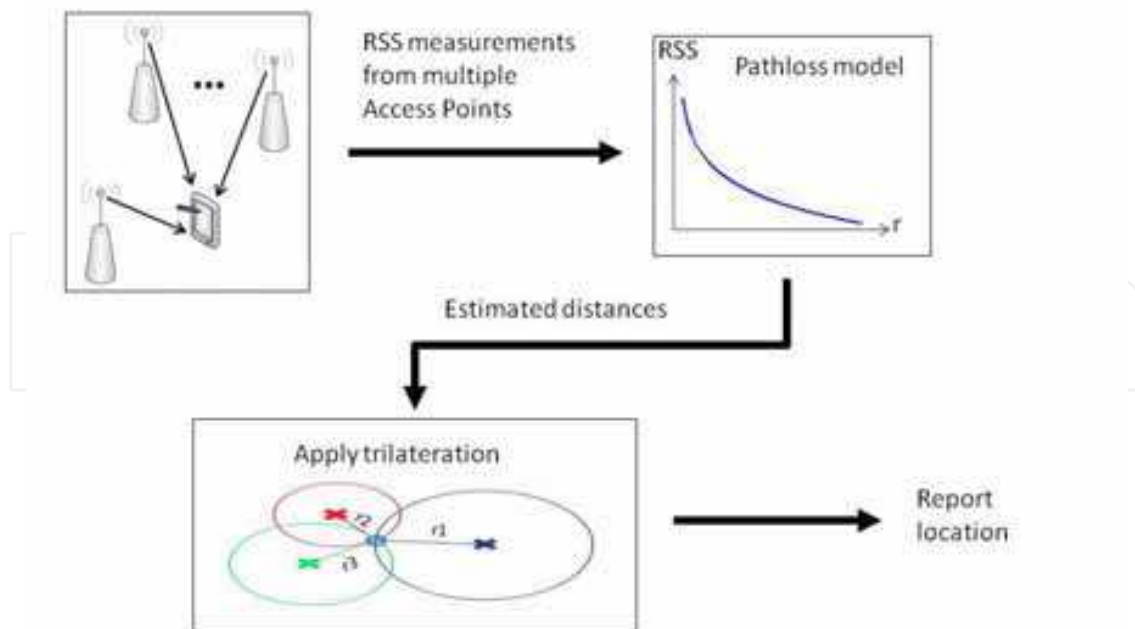 RSS measurements
from multiple
Access Points
RSS
Pathloss model
r
Estimated distances
Apply trilateration
r2
r1
r3
Report
location